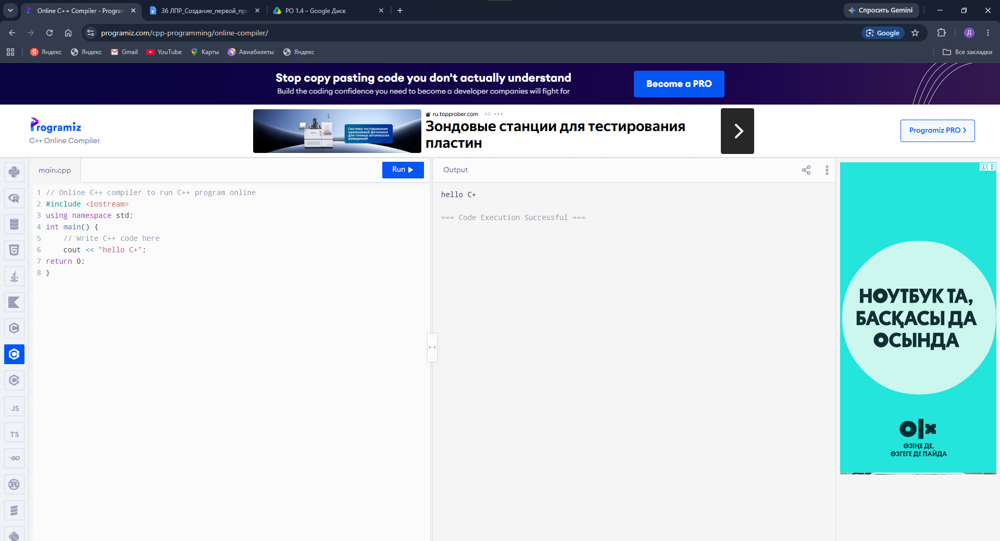 Online C++ Compiler - Program
36 ЛПР_Создание_первой_про
РО 1.4 – Google Диск
Спросить Gemini
programiz.com/cpp-programming/online-compiler/
Google
Д
Яндекс
Яндекс
Gmail
YouTube
Карты
Авиабилеты
Яндекс
Все закладки
Stop copy pasting code you don't actually understand
Build the coding confidence you need to become a developer companies will fight for
Become a PRO
Programiz
C++ Online Compiler
Система тестирования
кремниевой фотоники
для точных оптических
измерений
ru.topprober.com AD
Зондовые станции для тестирования
пластин
Programiz PRO
main.cpp
Run
Output
1 // Online C++ compiler to run C++ program online
2 #include <iostream>
3 using namespace std;
4 int main() {
5     // Write C++ code here
6     cout << "hello C+";
7 return 0;
8 }
hello C+
=== Code Execution Successful ===
JS
TS
GO
НОУТБУК ТА,
БАСҚАСЫ ДА
ОСЫНДА
olx
ӨЗІҢЕ ДЕ,
ӨЗГЕГЕ ДЕ ПАЙДА